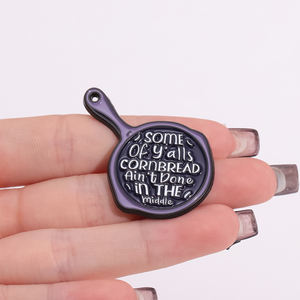 SOME
Of y'alls
CORNBREAD
Ain't Done
IN THE
middle